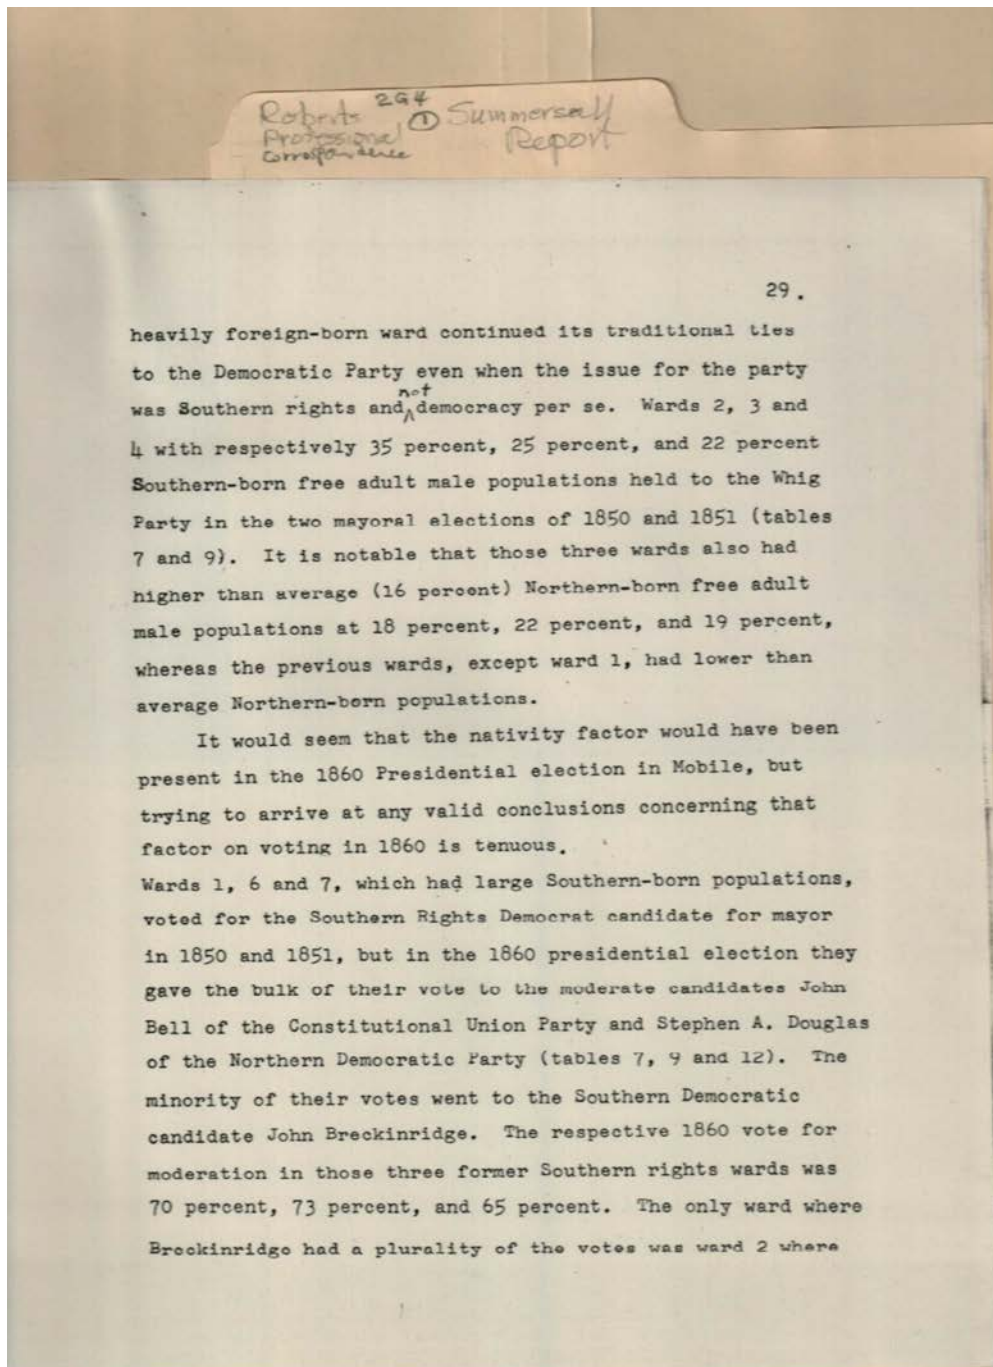 2G4
Roberts ① Summersell
Professional Report
correspondence
29.
heavily foreign-born ward continued its traditional ties
to the Democratic Party even when the issue for the party
not
was Southern rights and democracy per se. Wards 2, 3 and
4 with respectively 35 percent, 25 percent, and 22 percent
Southern-born free adult male populations held to the Whig
Party in the two mayoral elections of 1850 and 1851 (tables
7 and 9). It is notable that those three wards also had
higher than average (16 percent) Northern-born free adult
male populations at 18 percent, 22 percent, and 19 percent,
whereas the previous wards, except ward 1, had lower than
average Northern-born populations.
It would seem that the nativity factor would have been
present in the 1860 Presidential election in Mobile, but
trying to arrive at any valid conclusions concerning that
factor on voting in 1860 is tenuous.
Wards 1, 6 and 7, which had large Southern-born populations,
voted for the Southern Rights Democrat candidate for mayor
in 1850 and 1851, but in the 1860 presidential election they
gave the bulk of their vote to the moderate candidates John
Bell of the Constitutional Union Party and Stephen A. Douglas
of the Northern Democratic Party (tables 7, 9 and 12). The
minority of their votes went to the Southern Democratic
candidate John Breckinridge. The respective 1860 vote for
moderation in those three former Southern rights wards was
70 percent, 73 percent, and 65 percent. The only ward where
Breckinridge had a plurality of the votes was ward 2 where